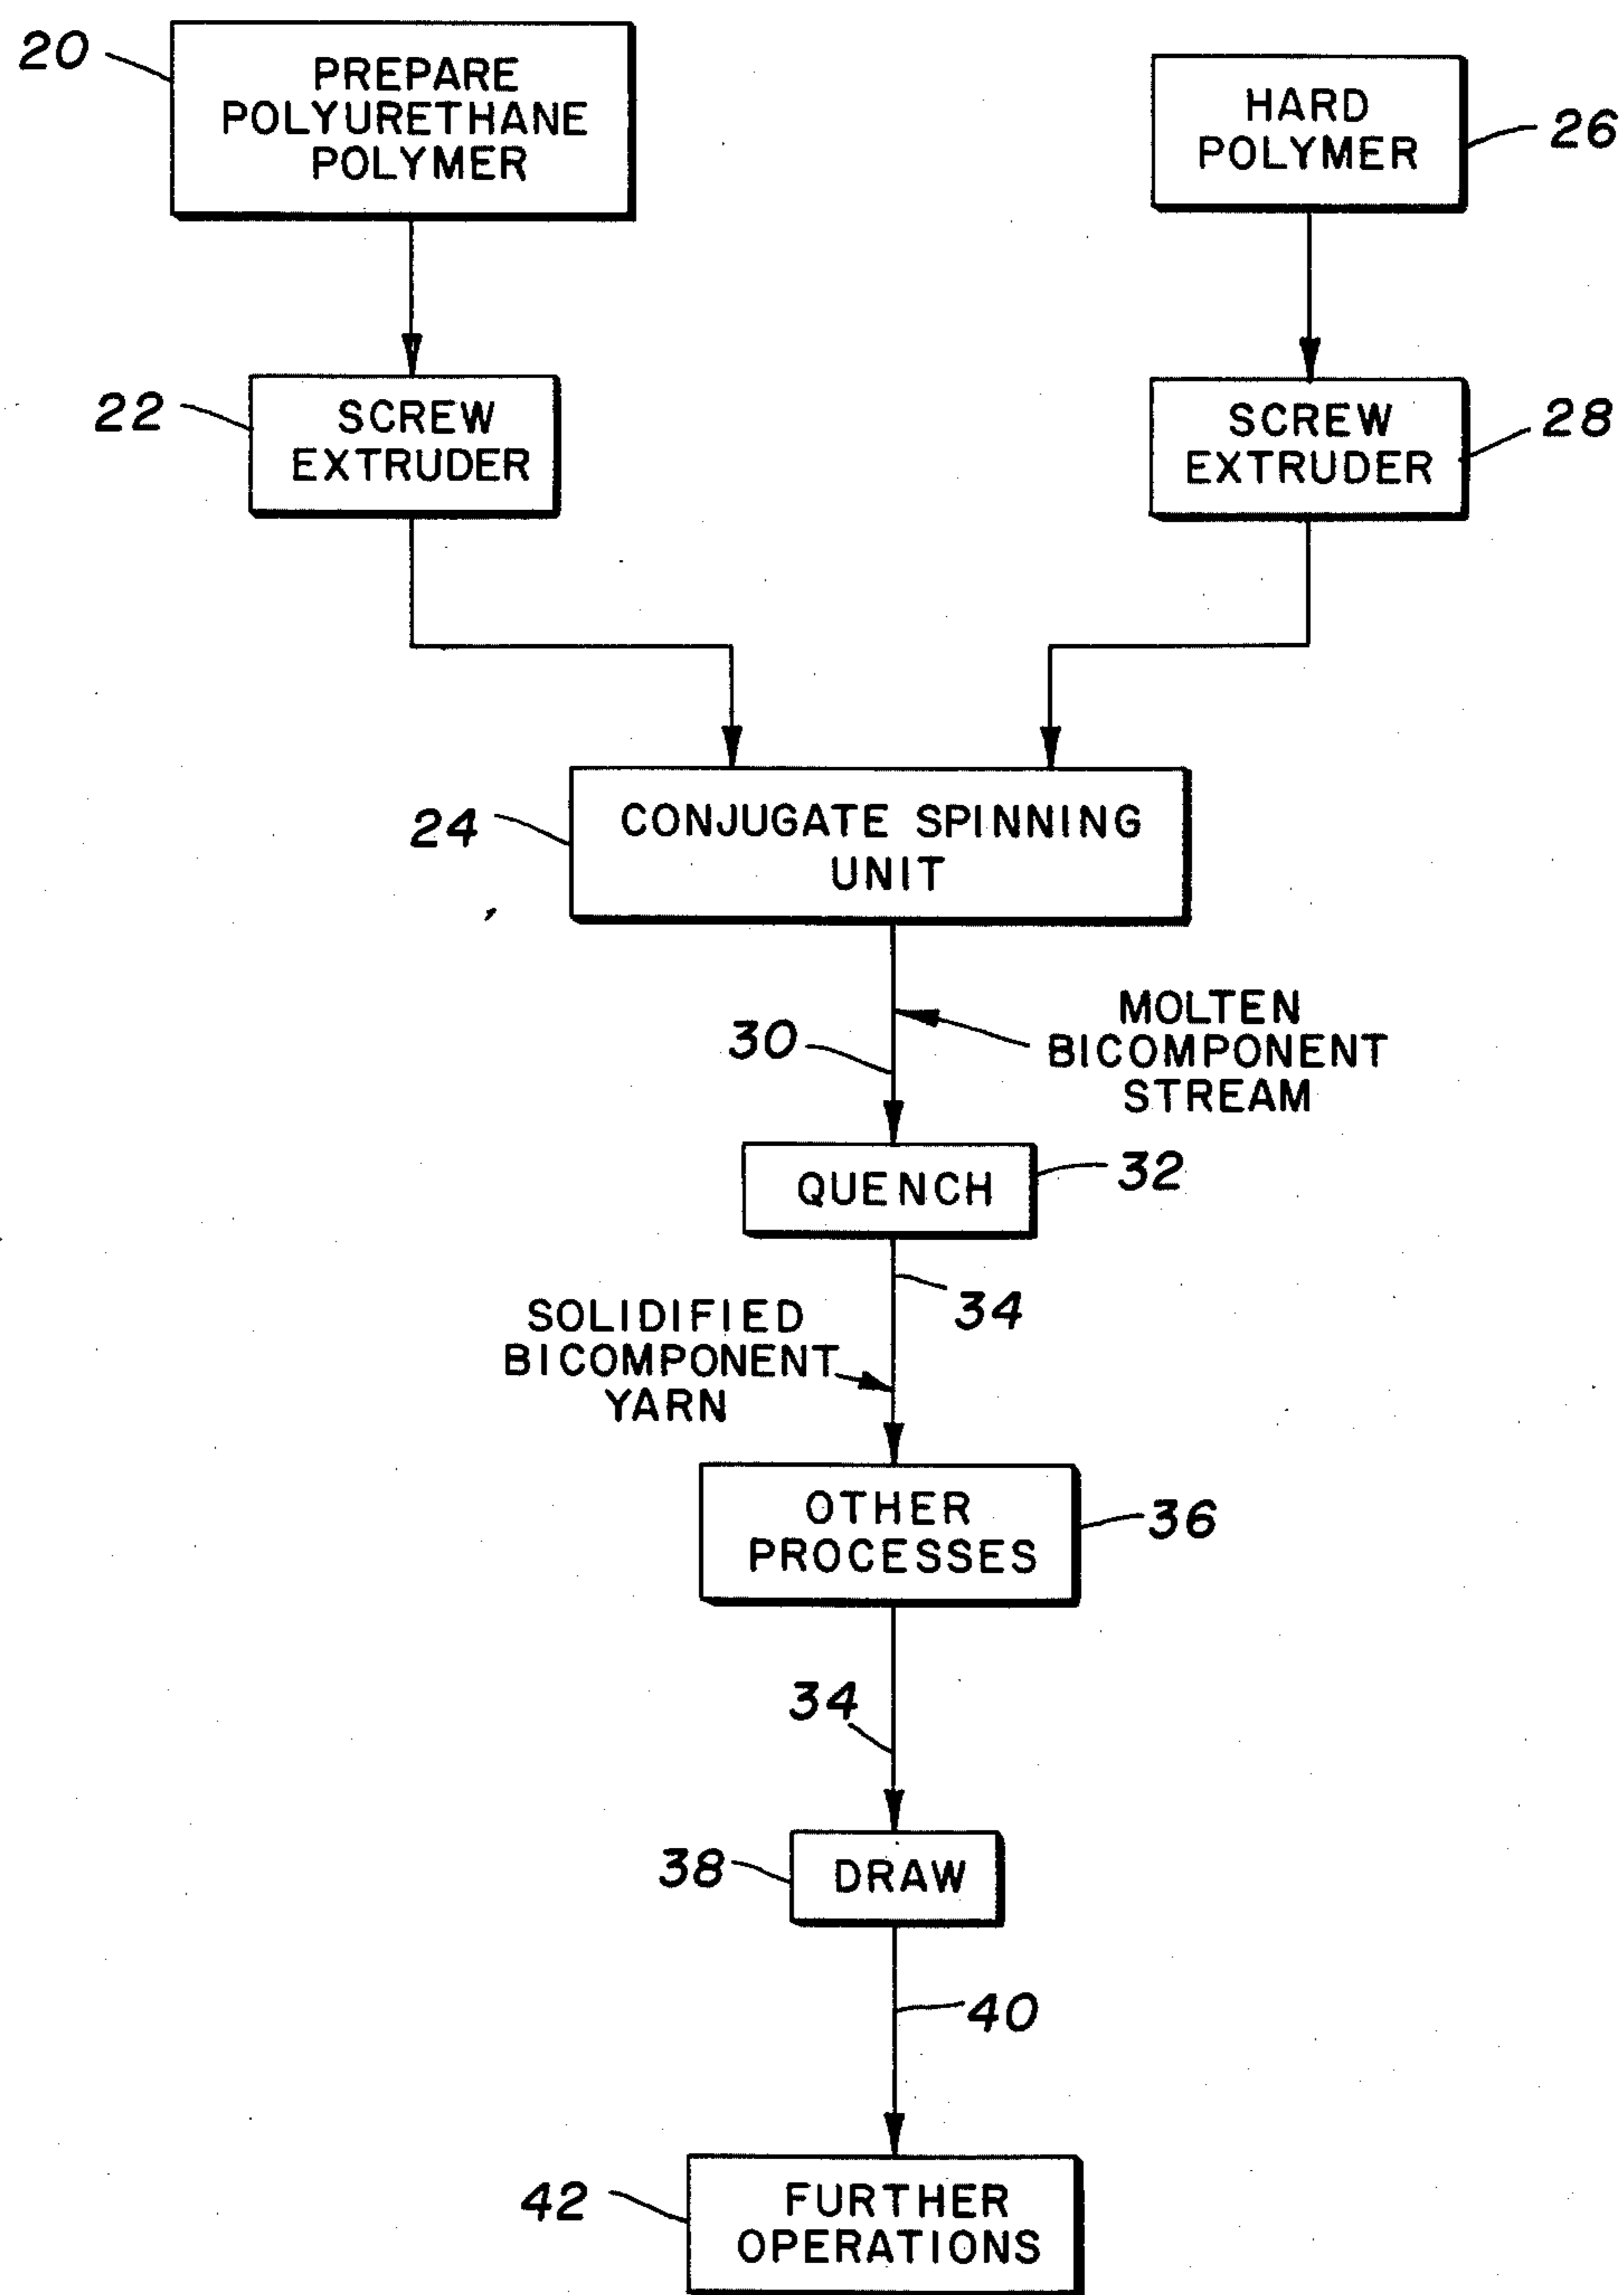 20
PREPARE
POLYURETHANE
POLYMER
HARD
POLYMER
26
22
SCREW
EXTRUDER
SCREW
EXTRUDER
28
24
CONJUGATE SPINNING
UNIT
30
MOLTEN
BICOMPONENT
STREAM
QUENCH
32
34
SOLIDIFIED
BICOMPONENT
YARN
OTHER
PROCESSES
36
34
38
DRAW
40
42
FURTHER
OPERATIONS